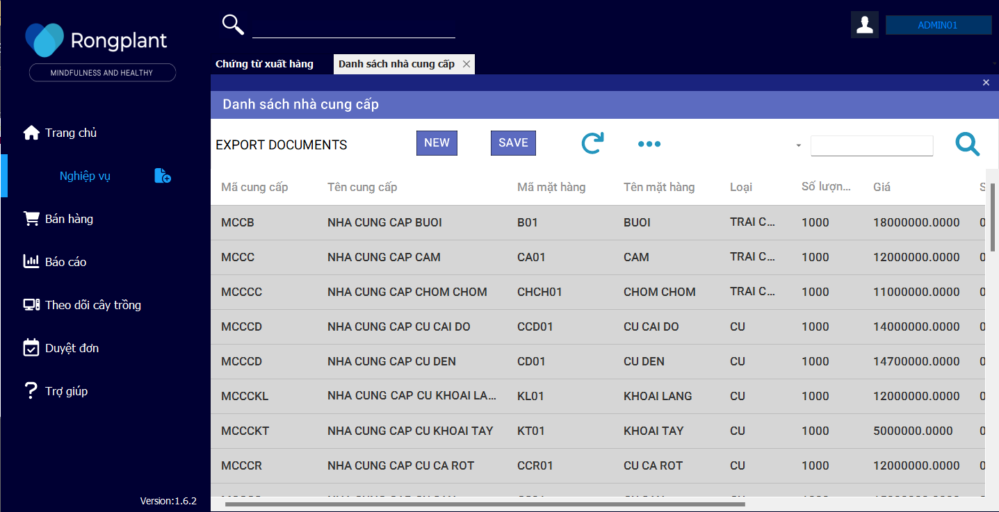 Rongplant
MINDFULNESS AND HEALTHY
ADMIN01
Chứng từ xuất hàng
Danh sách nhà cung cấp
Danh sách nhà cung cấp
Trang chủ
Nghiệp vụ
Bán hàng
Báo cáo
Theo dõi cây trồng
Duyệt đơn
Trợ giúp
Version:1.6.2
EXPORT DOCUMENTS NEW SAVE
Mã cung cấp Tên cung cấp Mã mặt hàng Tên mặt hàng Loại Số lượn... Giá S
MCCB NHA CUNG CAP BUOI B01 BUOI TRAI C... 1000 18000000.0000 0
MCCC NHA CUNG CAP CAM CA01 CAM TRAI C... 1000 12000000.0000 0
MCCCC NHA CUNG CAP CHOM CHOM CHCH01 CHOM CHOM TRAI C... 1000 11000000.0000 0
MCCCD NHA CUNG CAP CU CAI DO CCD01 CU CAI DO CU 1000 14000000.0000 0
MCCCD NHA CUNG CAP CU DEN CD01 CU DEN CU 1000 14700000.0000 0
MCCCKL NHA CUNG CAP CU KHOAI LA... KL01 KHOAI LANG CU 1000 12000000.0000 0
MCCCKT NHA CUNG CAP CU KHOAI TAY KT01 KHOAI TAY CU 1000 5000000.0000 0
MCCCR NHA CUNG CAP CU CA ROT CCR01 CU CA ROT CU 1000 12000000.0000 0